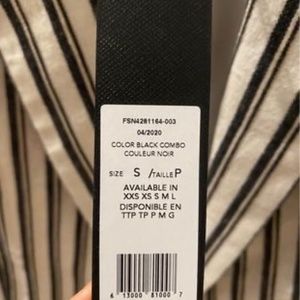 FSN4281164-003
04/2020
COLOR BLACK COMBO
COULEUR NOIR
SIZE S /TAILLE P
AVAILABLE IN
XXS XS S M L
DISPONIBLE EN
TTP TP P M G
6 13000 81000 7